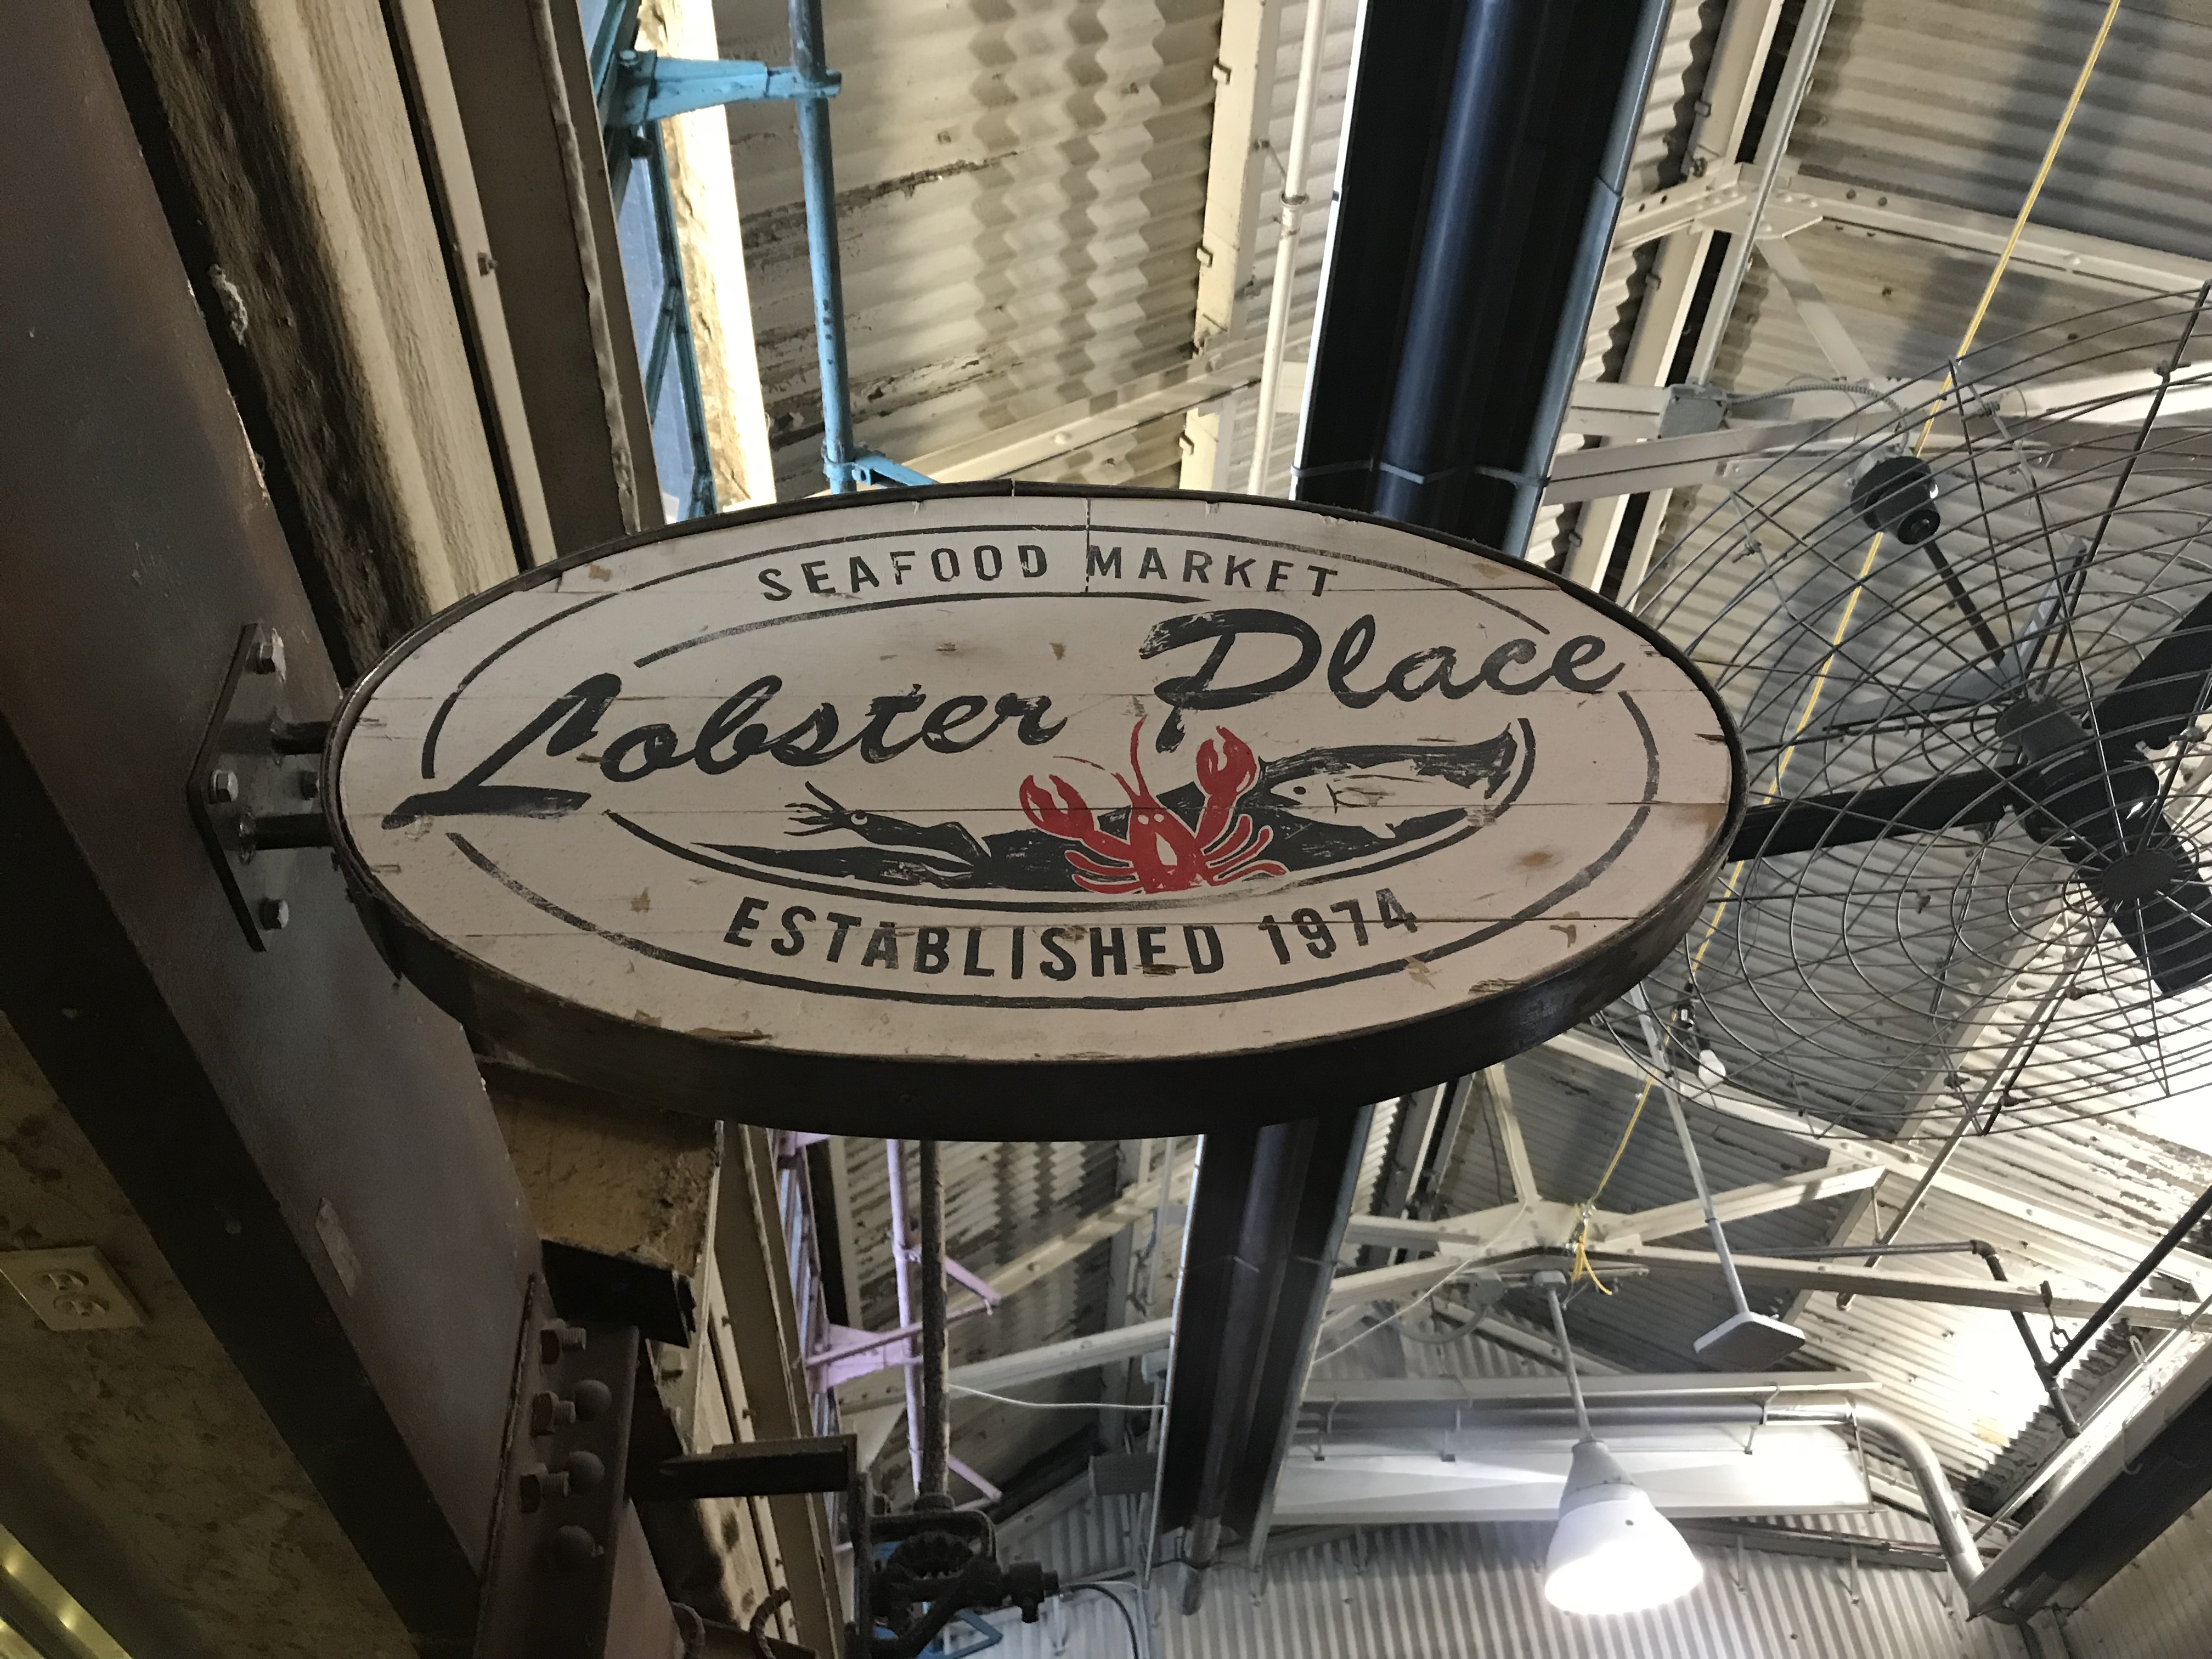 SEAFOOD MARKET
Lobster Place
ESTABLISHED 1974